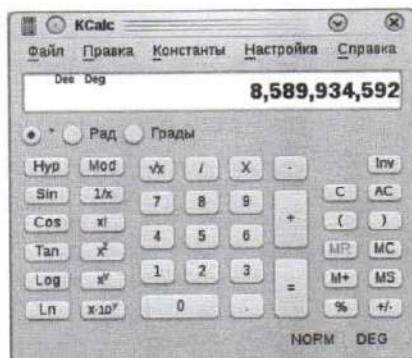 KCalc
Файл Правка Константы Настройка Справка
Dec Deg
8,589,934,592
° Рад Грады
Hyp Mod √x / X - Inv
Sin 1/x 7 8 9 + C AC
Cos x! 4 5 6 ( )
Tan x² MR MC
Log xʸ 1 2 3 = M+ MS
Ln x·10ʸ 0 . % +/-
NORM DEG